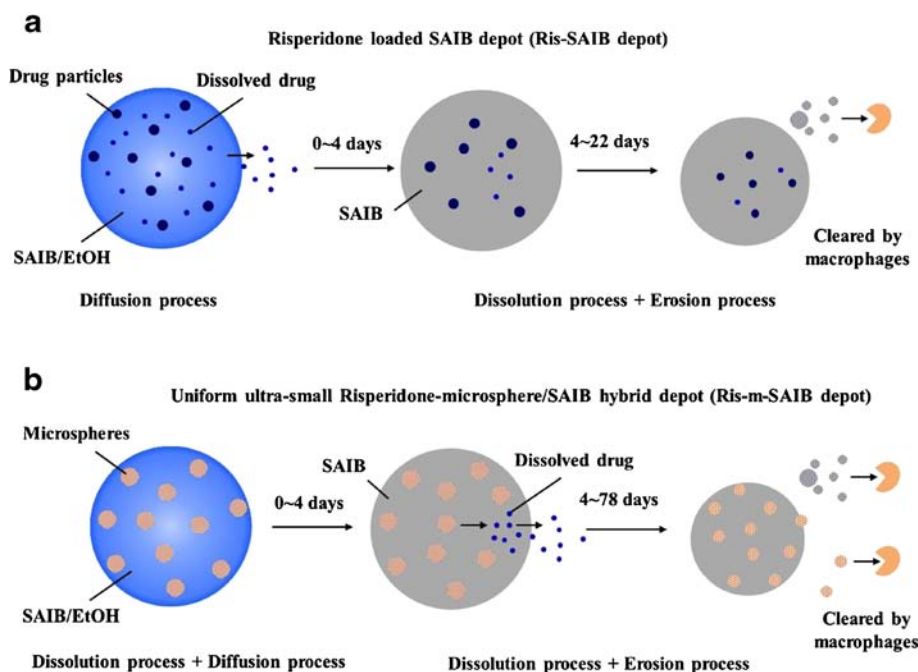 a
Risperidone loaded SAIB depot (Ris-SAIB depot)
Drug particles
Dissolved drug
0~4 days
4~22 days
SAIB
SAIB/EtOH
Cleared by
macrophages
Diffusion process
Dissolution process + Erosion process
b
Uniform ultra-small Risperidone-microsphere/SAIB hybrid depot (Ris-m-SAIB depot)
Microspheres
SAIB
Dissolved drug
0~4 days
4~78 days
SAIB/EtOH
Cleared by
macrophages
Dissolution process + Diffusion process
Dissolution process + Erosion process